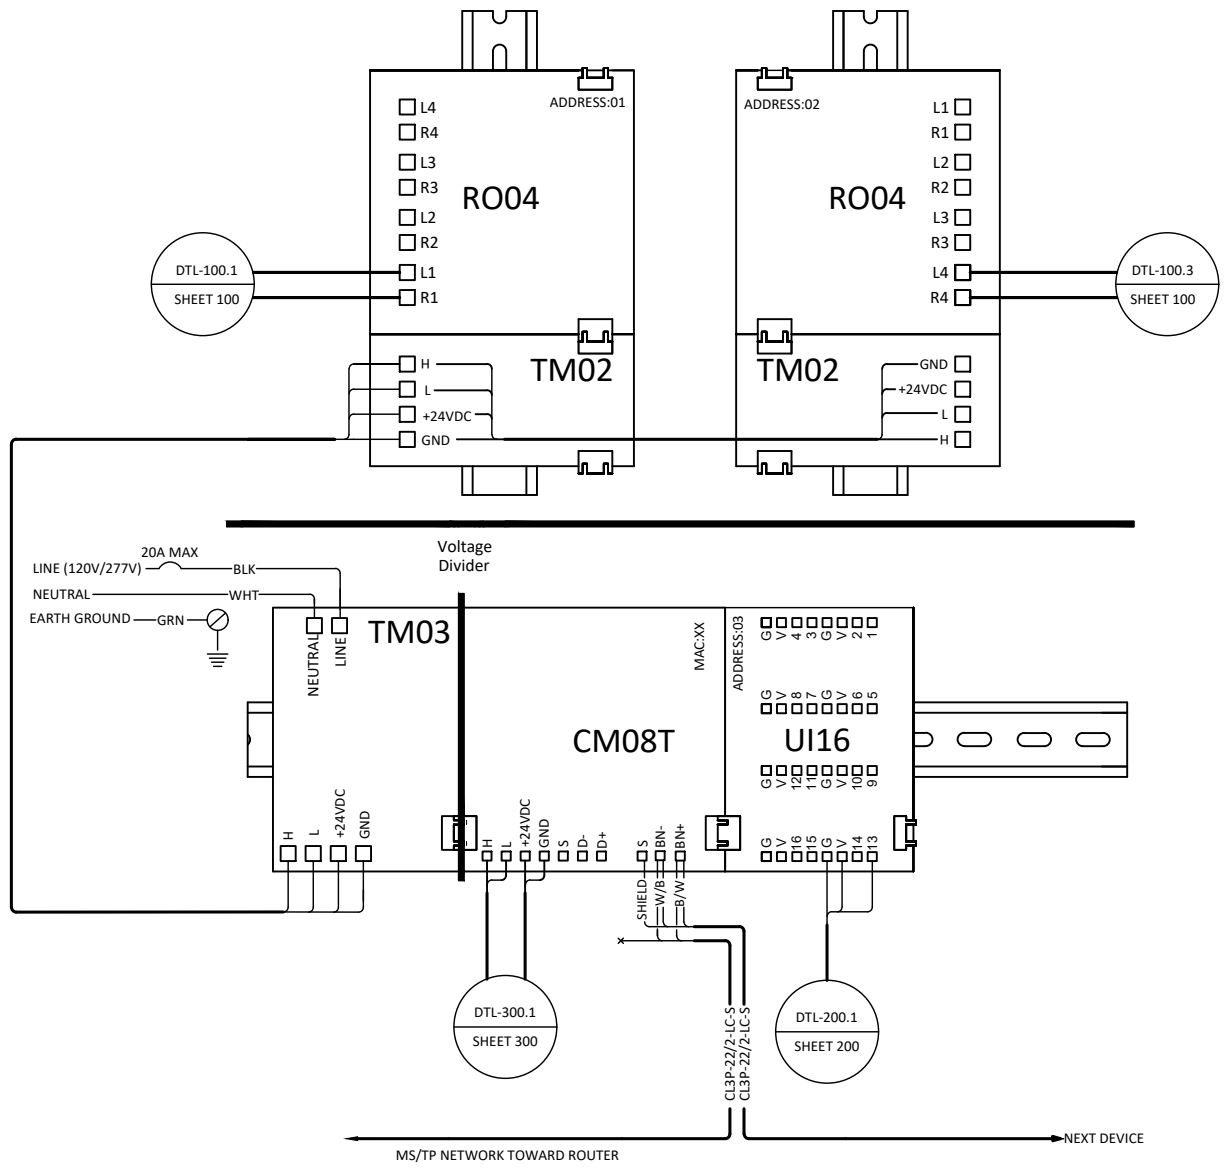 ADDRESS:01
L4
R4
L3
R3
RO04
L2
R2
L1
R1
DTL-100.1
SHEET 100
H
L
+24VDC
GND
TM02
ADDRESS:02
L1
R1
L2
R2
RO04
L3
R3
L4
R4
DTL-100.3
SHEET 100
TM02
GND
+24VDC
L
H
Voltage
Divider
20A MAX
LINE (120V/277V)
BLK
NEUTRAL
WHT
EARTH GROUND
GRN
NEUTRAL
LINE
TM03
H
L
+24VDC
GND
MAC:XX
CM08T
H
L
+24VDC
GND
S
D-
D+
S
BN-
BN+
SHIELD
W/B
B/W
ADDRESS:03
G V 4 3 G V 2 1
G V 8 7 G V 6 5
UI16
G V 12 11 G V 10 9
G V 16 15 G V 14 13
DTL-300.1
SHEET 300
CL3P-22/2-LC-S
CL3P-22/2-LC-S
DTL-200.1
SHEET 200
NEXT DEVICE
MS/TP NETWORK TOWARD ROUTER